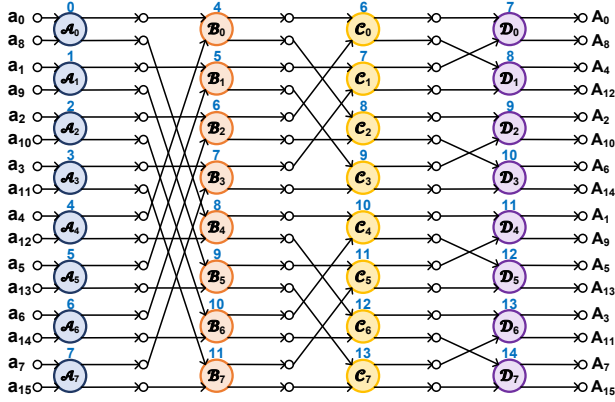 0 4 6 7
a0 𝓐0 𝓑0 𝓒0 𝓓0 A0
a8 A8
1 5 7 8
a1 𝓐1 𝓑1 𝓒1 𝓓1 A4
a9 A12
2 6 8 9
a2 𝓐2 𝓑2 𝓒2 𝓓2 A2
a10 A10
3 7 9 10
a3 𝓐3 𝓑3 𝓒3 𝓓3 A6
a11 A14
4 8 10 11
a4 𝓐4 𝓑4 𝓒4 𝓓4 A1
a12 A9
5 9 11 12
a5 𝓐5 𝓑5 𝓒5 𝓓5 A5
a13 A13
6 10 12 13
a6 𝓐6 𝓑6 𝓒6 𝓓6 A3
a14 A11
7 11 13 14
a7 𝓐7 𝓑7 𝓒7 𝓓7 A7
a15 A15